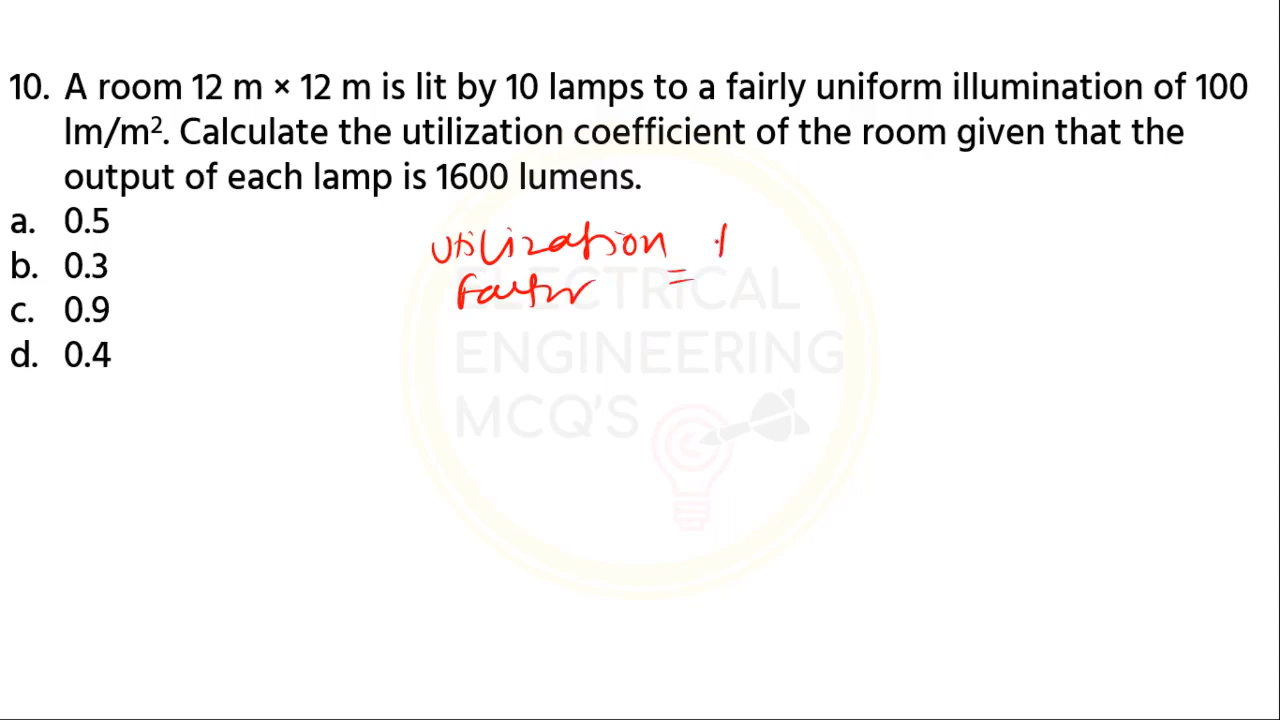 10. A room 12 m × 12 m is lit by 10 lamps to a fairly uniform illumination of 100
lm/m². Calculate the utilization coefficient of the room given that the
output of each lamp is 1600 lumens.
a. 0.5
b. 0.3
c. 0.9
d. 0.4
utilization
factor =
ELECTRICAL
ENGINEERING
MCQ'S